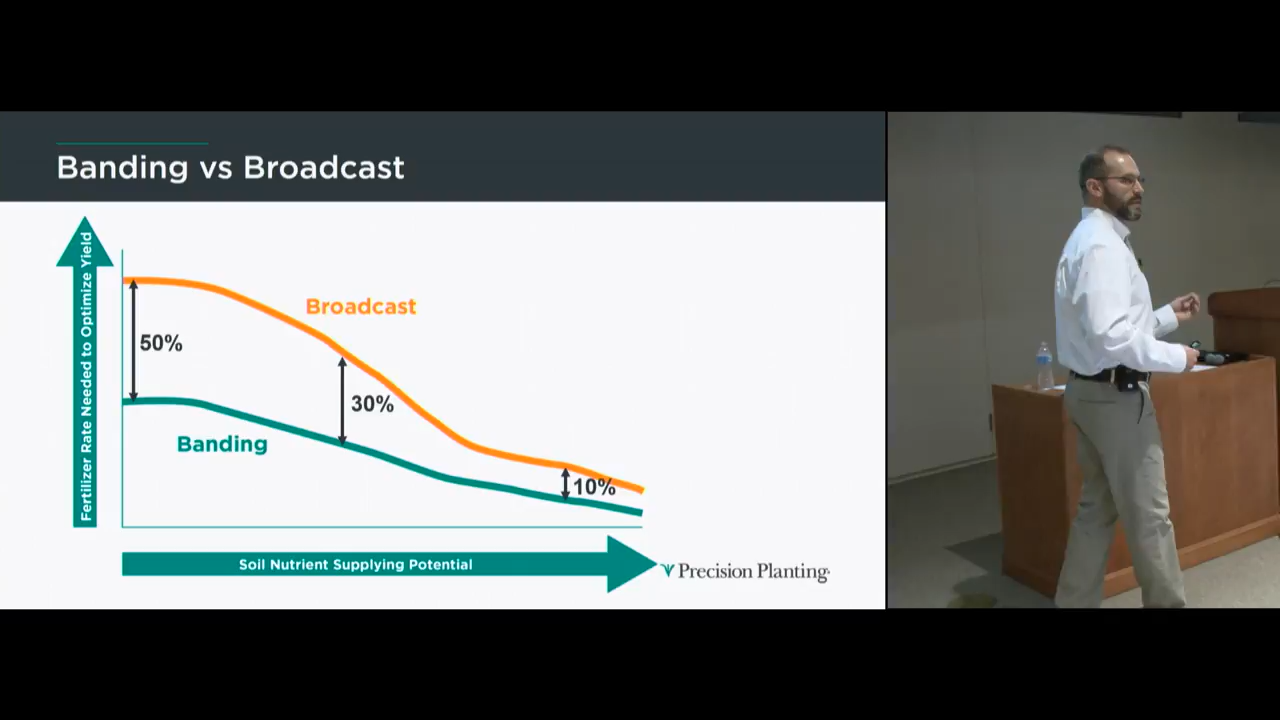 Banding vs Broadcast
Fertilizer Rate Needed to Optimize Yield
Broadcast
50%
30%
Banding
10%
Soil Nutrient Supplying Potential
Precision Planting